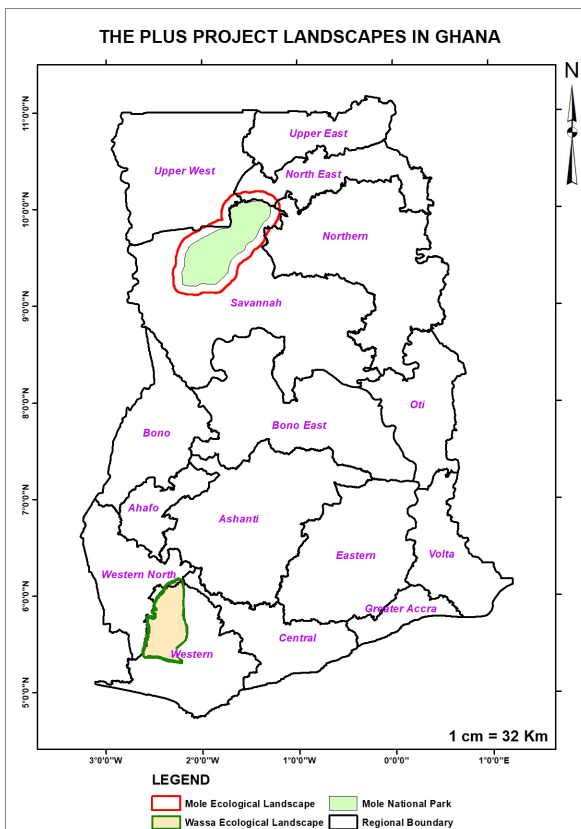 THE PLUS PROJECT LANDSCAPES IN GHANA
N
11°0'0"N
10°0'0"N
9°0'0"N
8°0'0"N
7°0'0"N
6°0'0"N
5°0'0"N
Upper East
Upper West
North East
Northern
Savannah
Oti
Bono East
Bono
Ahafo
Ashanti
Eastern
Volta
Western North
Greater Accra
Central
Western
1 cm = 32 Km
3°0'0"W 2°0'0"W 1°0'0"W 0°0'0" 1°0'0"E
LEGEND
Mole Ecological Landscape Mole National Park
Wassa Ecological Landscape Regional Boundary